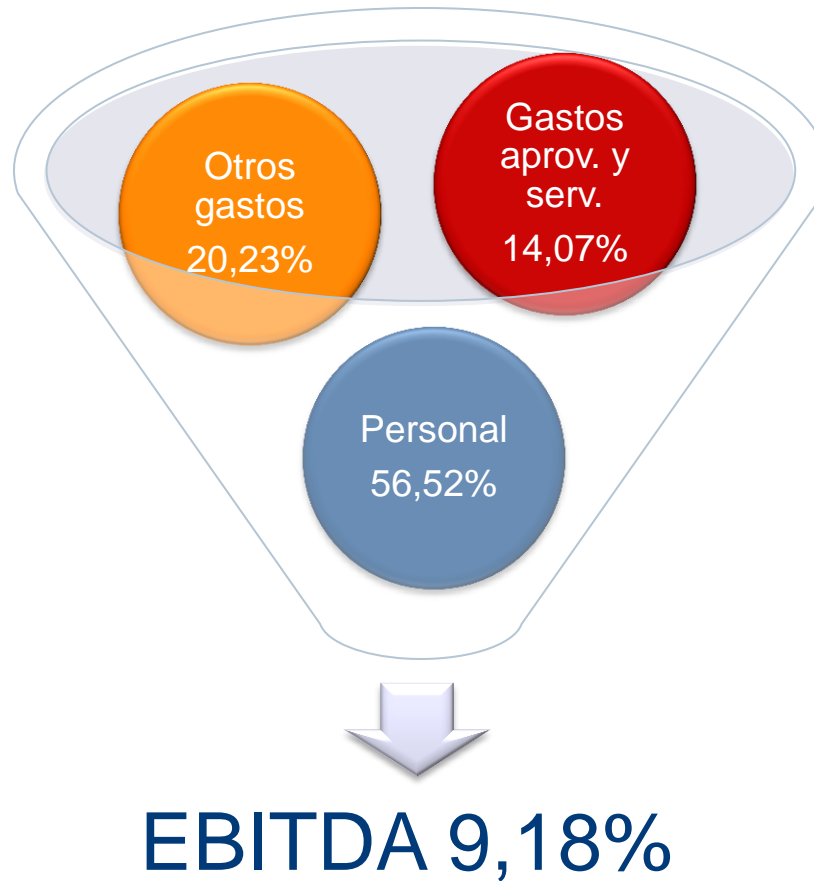 Otros
gastos
20,23%
Gastos
aprov. y
serv.
14,07%
Personal
56,52%
EBITDA 9,18%